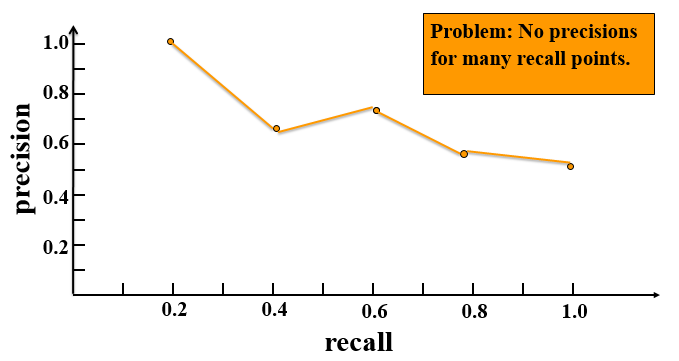 Problem: No precisions
for many recall points.
precision
1.0
0.8
0.6
0.4
0.2
0.2 0.4 0.6 0.8 1.0
recall